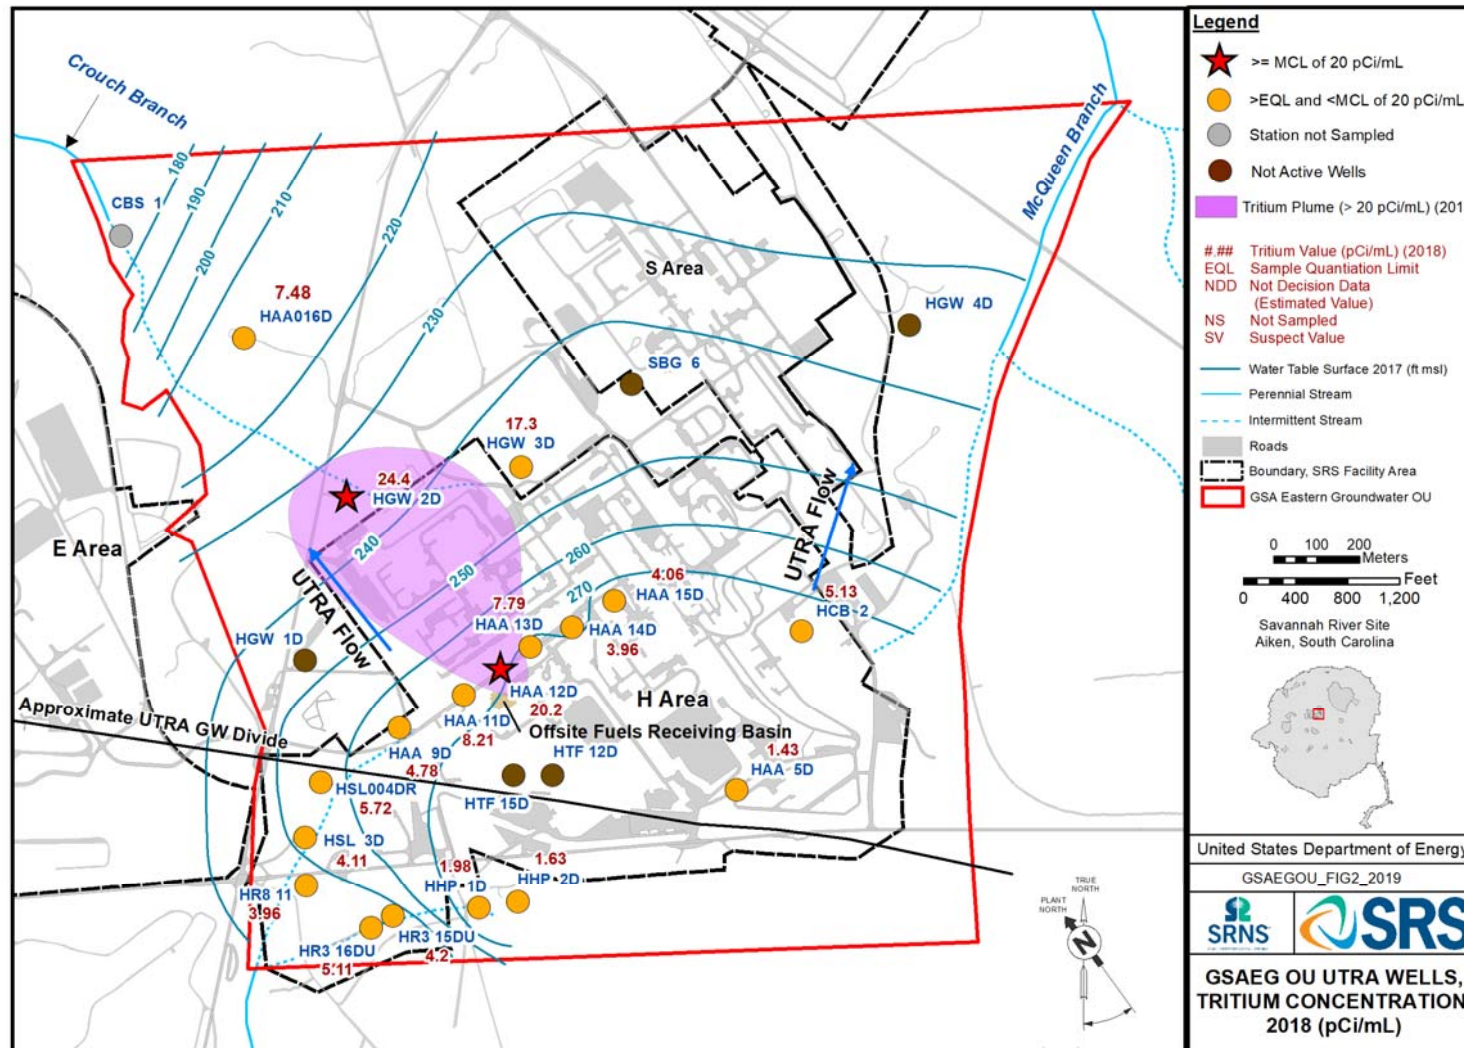 Crouch Branch
CBS 1
180
190
200
210
220
230
240
250
260
270
7.48
HAA016D
McQueen Branch
S Area
HGW 4D
SBG 6
17.3
HGW 3D
24.4
HGW 2D
E Area
UTRA Flow
UTRA Flow
HGW 1D
7.79
HAA 13D
4.06
HAA 15D
HAA 14D
3.96
5.13
HCB 2
HAA 12D
20.2
H Area
Offsite Fuels Receiving Basin
HAA 11D
8.21
HAA 9D
4.78
Approximate UTRA GW Divide
HTF 12D
HTF 15D
1.43
HAA 5D
HSL004DR
5.72
HSL 3D
4.11
HR8 11
3.96
1.98
HHP 1D
1.63
HHP 2D
HR3 15DU
4.2
HR3 16DU
5.11
TRUE
NORTH
PLANT
NORTH
N
Legend
>= MCL of 20 pCi/mL
>EQL and <MCL of 20 pCi/mL
Station not Sampled
Not Active Wells
Tritium Plume (> 20 pCi/mL) (201
#.## Tritium Value (pCi/mL) (2018)
EQL Sample Quantiation Limit
NDD Not Decision Data
(Estimated Value)
NS Not Sampled
SV Suspect Value
Water Table Surface 2017 (ft msl)
Perennial Stream
Intermittent Stream
Roads
Boundary, SRS Facility Area
GSA Eastern Groundwater OU
0 100 200
Meters
Feet
0 400 800 1,200
Savannah River Site
Aiken, South Carolina
United States Department of Energy
GSAEGOU_FIG2_2019
SRNS
SRS
GSAEG OU UTRA WELLS,
TRITIUM CONCENTRATION
2018 (pCi/mL)